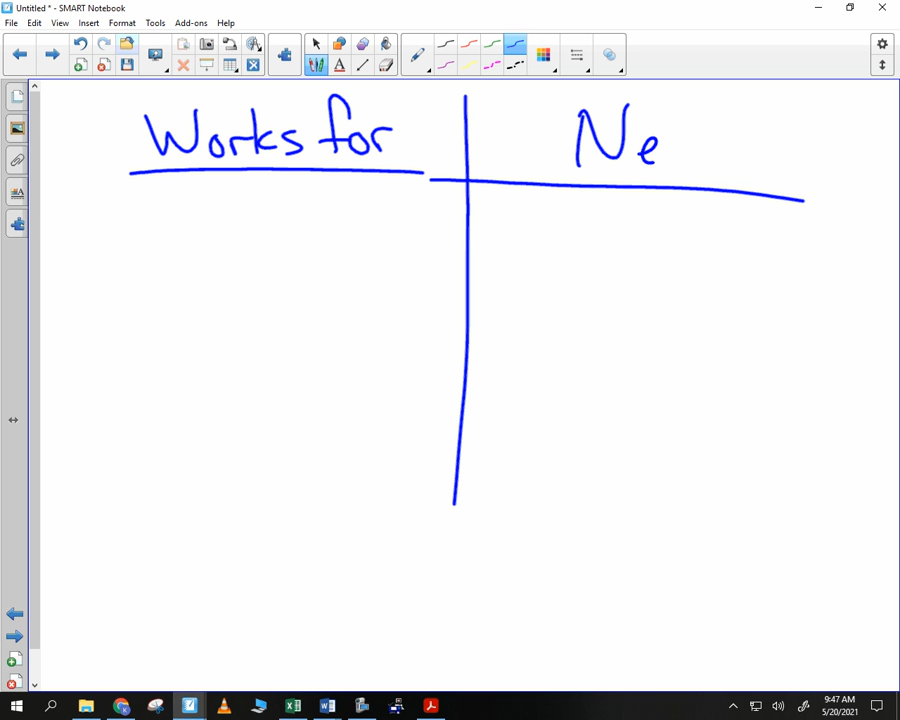 Untitled * - SMART Notebook
File Edit View Insert Format Tools Add-ons Help
Works for
Ne
9:47 AM
5/20/2021